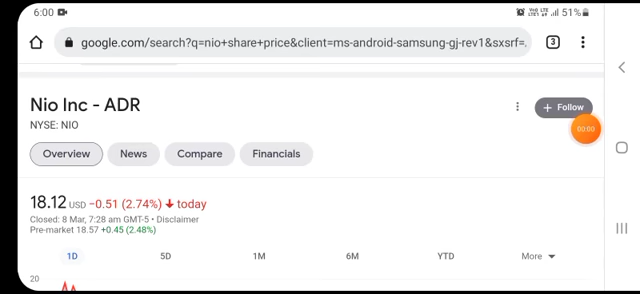 6:00 51%
google.com/search?q=nio+share+price&client=ms-android-samsung-gj-rev1&sxsrf=. 3
Nio Inc - ADR
+ Follow
NYSE: NIO
00:00
Overview News Compare Financials
18.12 USD −0.51 (2.74%) ↓ today
Closed: 8 Mar, 7:28 am GMT-5 • Disclaimer
Pre-market 18.57 +0.45 (2.48%)
1D 5D 1M 6M YTD More
20